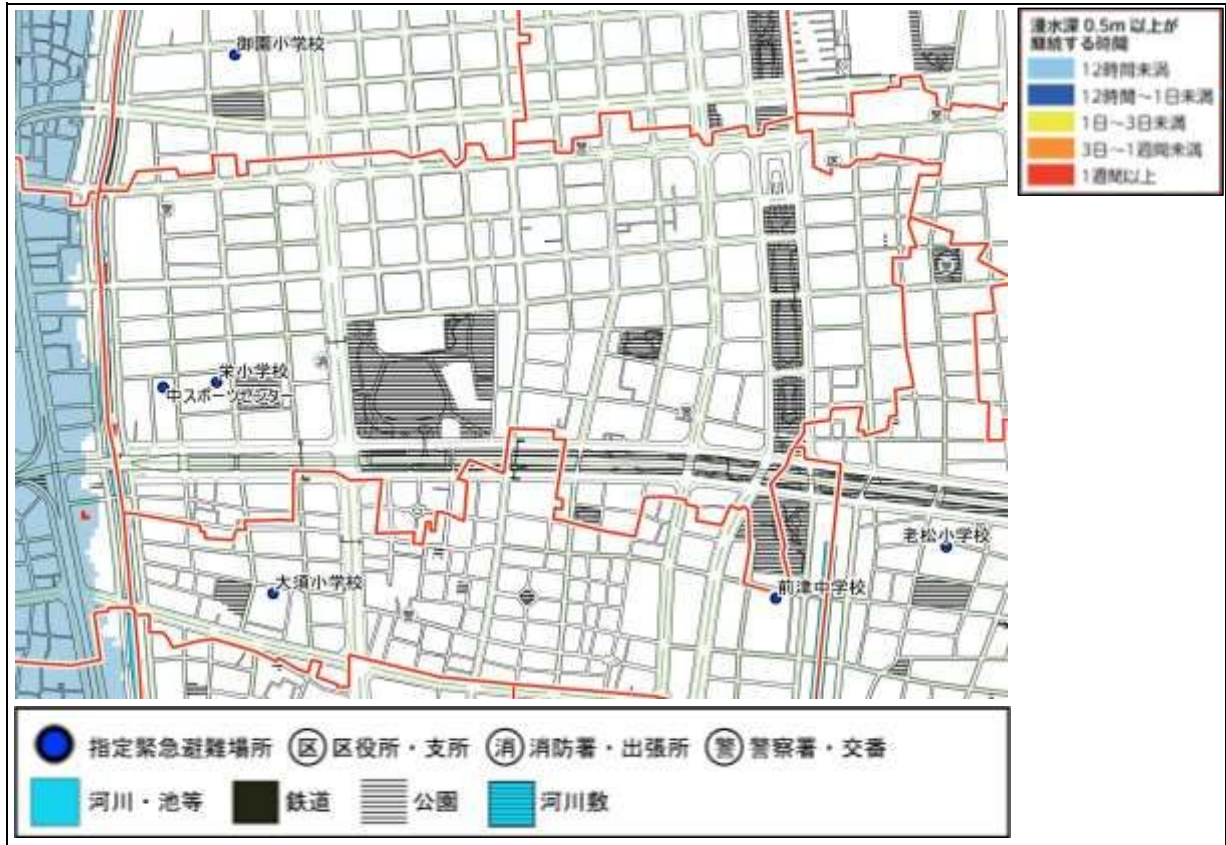 浸水深 0.5m 以上が
継続する時間
12時間未満
12時間～1日未満
1日～3日未満
3日～1週間未満
1週間以上
御園小学校
区
栄小学校
中スポーツセンター
老松小学校
大須小学校
前津中学校
指定緊急避難場所 区 区役所・支所 消 消防署・出張所 警 警察署・交番
河川・池等 鉄道 公園 河川敷